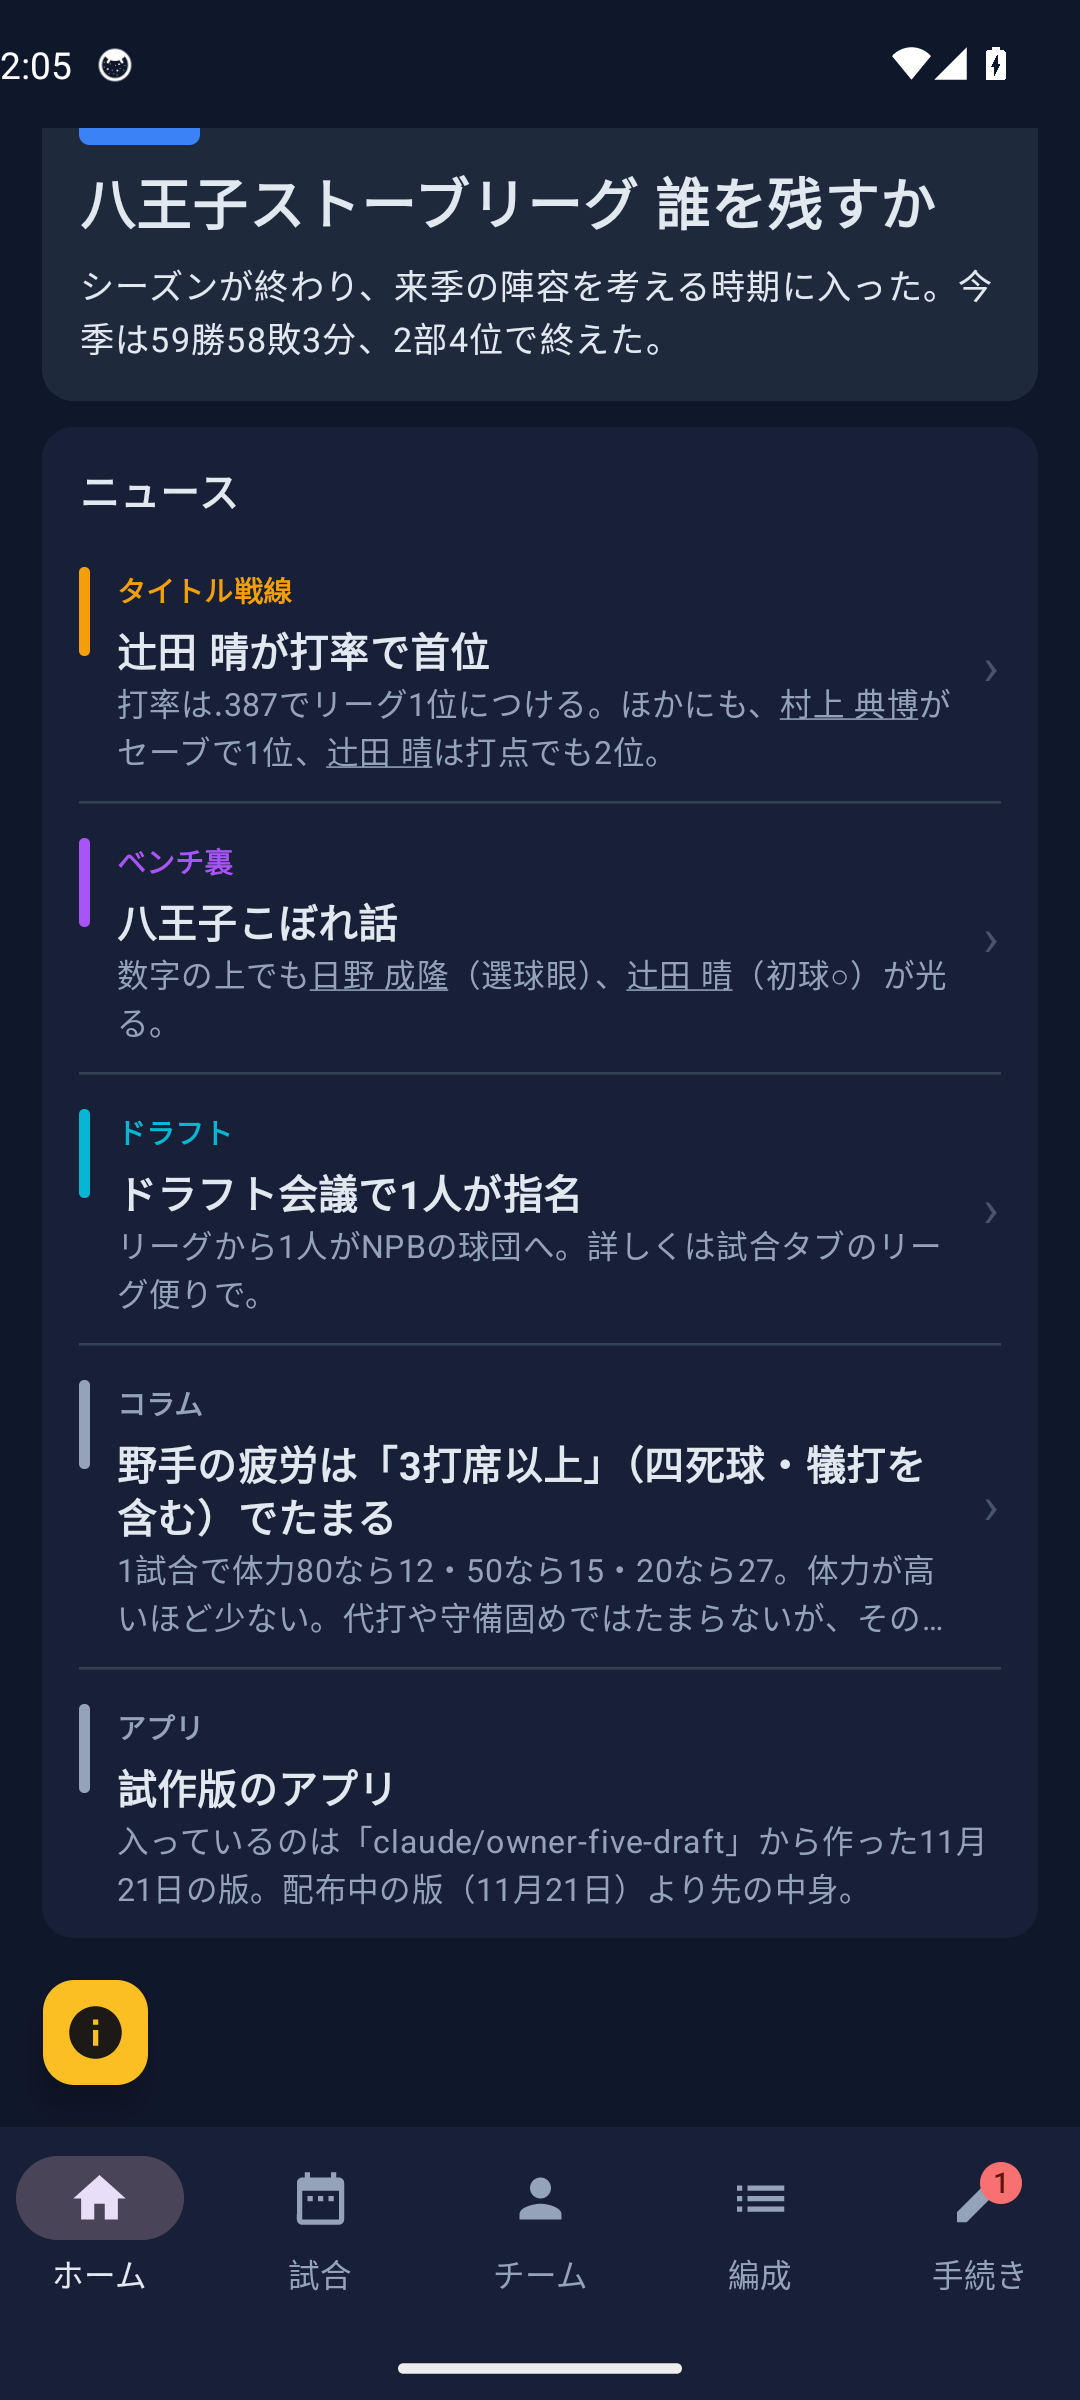 2:05
八王子ストーブリーグ 誰を残すか
シーズンが終わり、来季の陣容を考える時期に入った。今
季は59勝58敗3分、2部4位で終えた。
ニュース
タイトル戦線
辻田 晴が打率で首位
打率は.387でリーグ1位につける。ほかにも、村上 典博が
セーブで1位、辻田 晴は打点でも2位。
ベンチ裏
八王子こぼれ話
数字の上でも日野 成隆（選球眼）、辻田 晴（初球○）が光
る。
ドラフト
ドラフト会議で1人が指名
リーグから1人がNPBの球団へ。詳しくは試合タブのリー
グ便りで。
コラム
野手の疲労は「3打席以上」（四死球・犠打を
含む）でたまる
1試合で体力80なら12・50なら15・20なら27。体力が高
いほど少ない。代打や守備固めではたまらないが、その…
アプリ
試作版のアプリ
入っているのは「claude/owner-five-draft」から作った11月
21日の版。配布中の版（11月21日）より先の中身。
1
ホーム
試合
チーム
編成
手続き